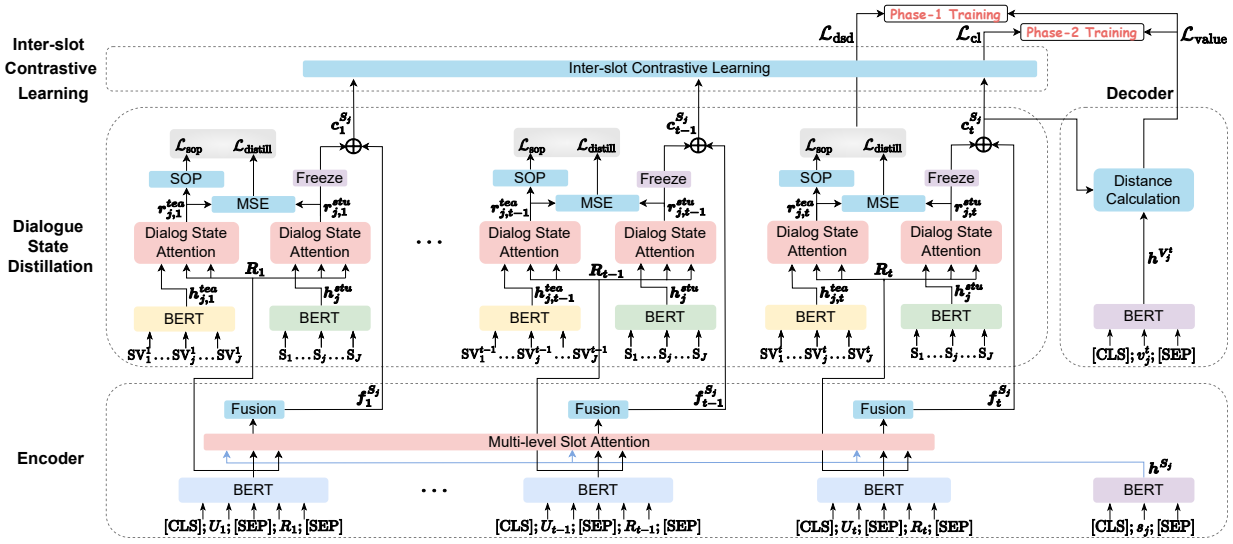 Phase-1 Training
Phase-2 Training
𝓛_dsd
𝓛_cl
𝓛_value
Inter-slot
Contrastive
Learning
Inter-slot Contrastive Learning
Decoder
c_1^{S_j}
c_{t-1}^{S_j}
c_t^{S_j}
𝓛_sop 𝓛_distill
𝓛_sop 𝓛_distill
𝓛_sop 𝓛_distill
SOP Freeze
SOP Freeze
SOP Freeze
MSE
MSE
MSE
r_{j,1}^{tea} r_{j,1}^{stu}
r_{j,t-1}^{tea} r_{j,t-1}^{stu}
r_{j,t}^{tea} r_{j,t}^{stu}
Distance
Calculation
Dialogue
State
Distillation
Dialog State
Attention
Dialog State
Attention
...
Dialog State
Attention
Dialog State
Attention
Dialog State
Attention
Dialog State
Attention
R_1
R_{t-1}
R_t
h^{V_j^t}
h_{j,1}^{tea} h_j^{stu}
h_{j,t-1}^{tea} h_j^{stu}
h_{j,t}^{tea} h_j^{stu}
BERT BERT
BERT BERT
BERT BERT
BERT
SV_1^1 ... SV_j^1 ... SV_J^1
S_1 ... S_j ... S_J
SV_1^{t-1} ... SV_j^{t-1} ... SV_J^{t-1}
S_1 ... S_j ... S_J
SV_1^t ... SV_j^t ... SV_J^t
S_1 ... S_j ... S_J
[CLS]; v_j^t; [SEP]
Fusion f_1^{S_j}
Fusion f_{t-1}^{S_j}
Fusion f_t^{S_j}
Multi-level Slot Attention
Encoder
h^{S_j}
BERT
...
BERT
BERT
BERT
[CLS]; U_1; [SEP]; R_1; [SEP]
[CLS]; U_{t-1}; [SEP]; R_{t-1}; [SEP]
[CLS]; U_t; [SEP]; R_t; [SEP]
[CLS]; s_j; [SEP]